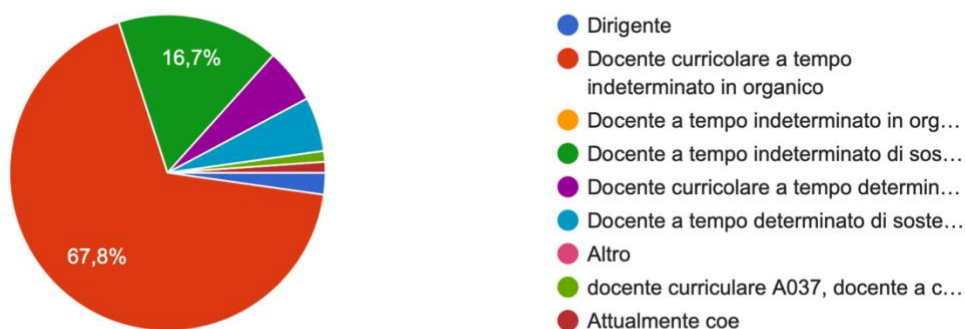 16,7%
67,8%
Dirigente
Docente curricolare a tempo
indeterminato in organico
Docente a tempo indeterminato in org…
Docente a tempo indeterminato di sos…
Docente curricolare a tempo determin…
Docente a tempo determinato di soste…
Altro
docente curriculare A037, docente a c…
Attualmente coe